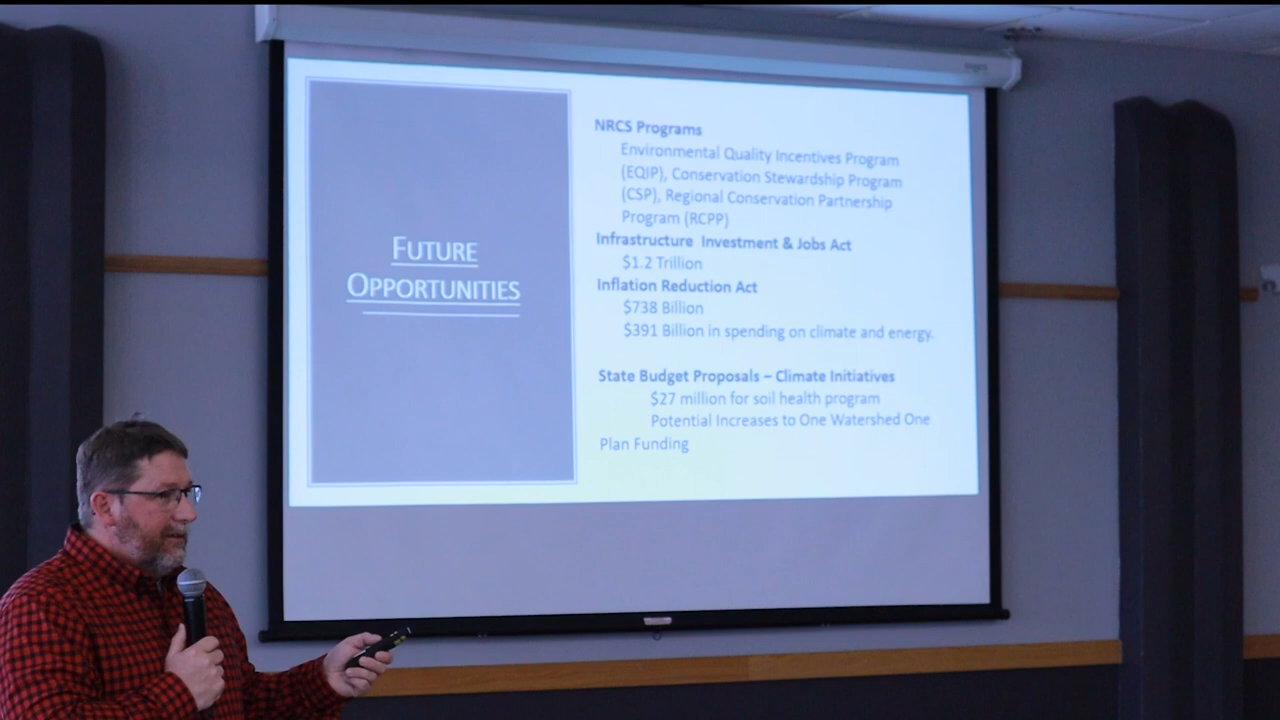 FUTURE
OPPORTUNITIES
NRCS Programs
Environmental Quality Incentives Program
(EQIP), Conservation Stewardship Program
(CSP), Regional Conservation Partnership
Program (RCPP)
Infrastructure Investment & Jobs Act
$1.2 Trillion
Inflation Reduction Act
$738 Billion
$391 Billion in spending on climate and energy.
State Budget Proposals – Climate Initiatives
$27 million for soil health program
Potential Increases to One Watershed One
Plan Funding